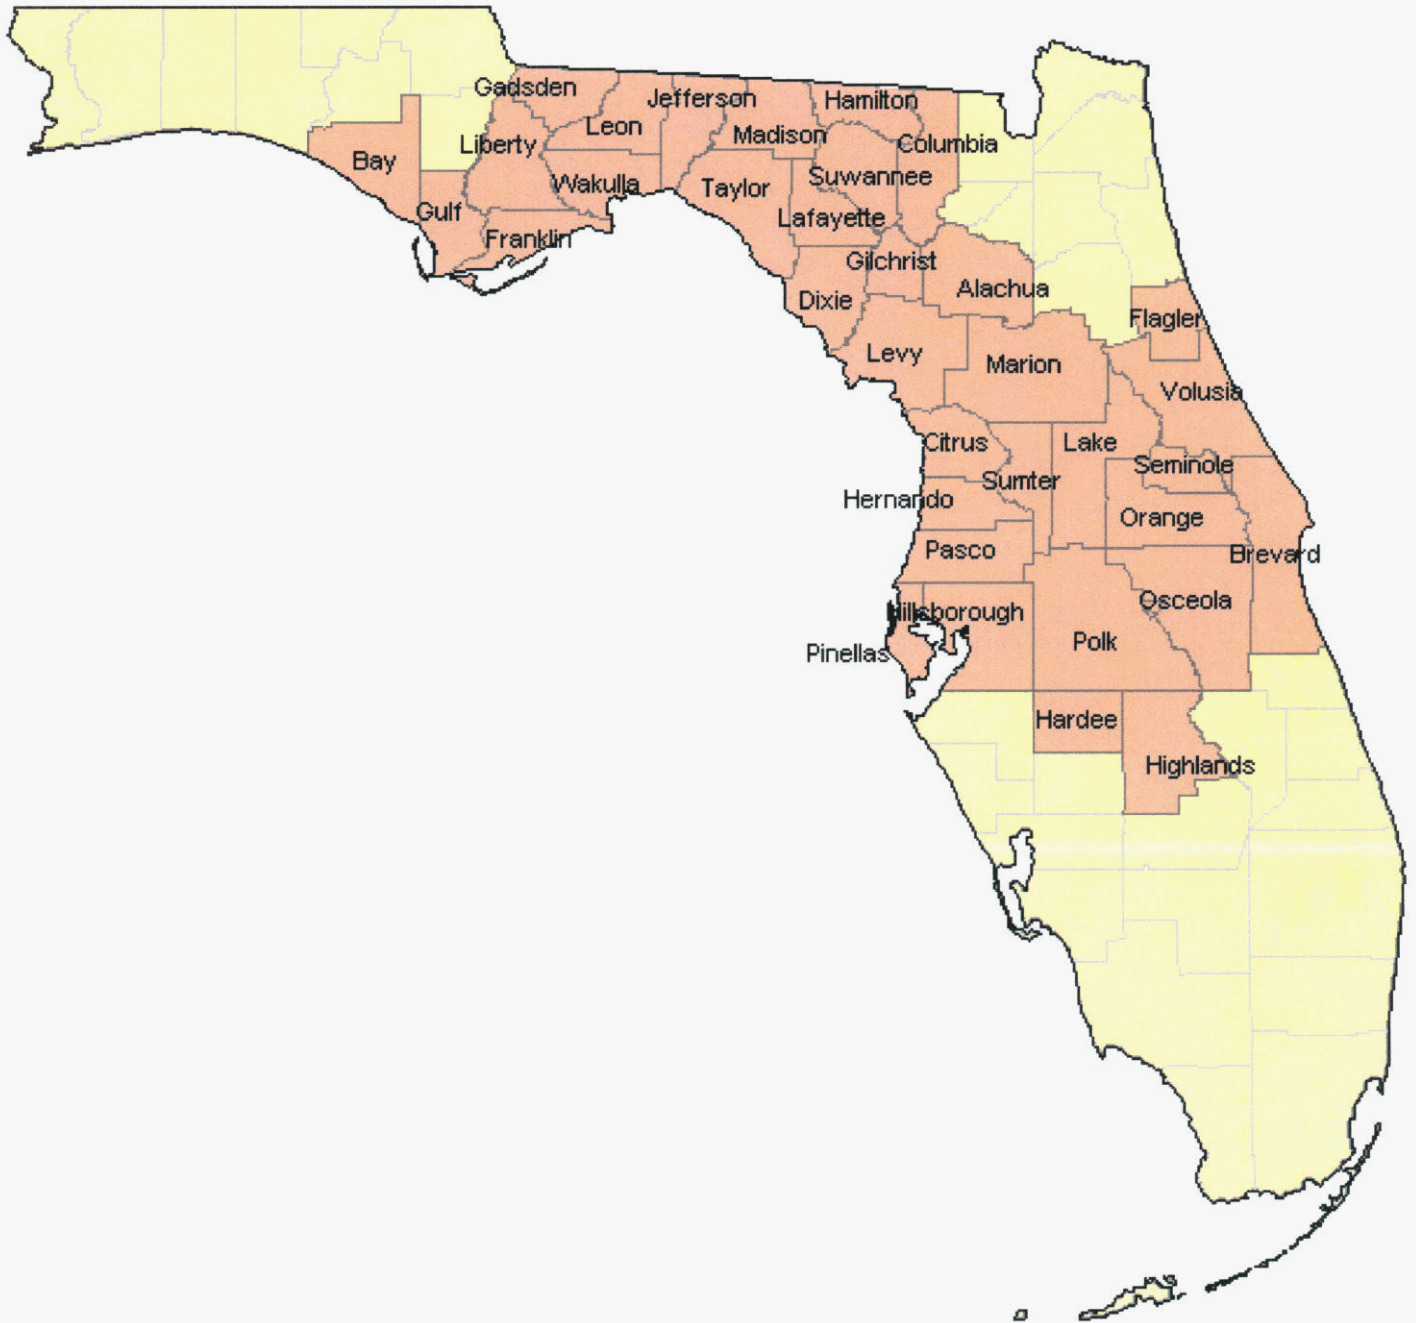 Gadsden
Jefferson
Hamilton
Leon
Madison
Columbia
Liberty
Bay
Wakulla
Taylor
Suwannee
Gulf
Lafayette
Franklin
Gilchrist
Alachua
Dixie
Flagler
Levy
Marion
Volusia
Citrus
Lake
Seminole
Sumter
Hernando
Orange
Pasco
Brevard
Osceola
Hillsborough
Polk
Pinellas
Hardee
Highlands